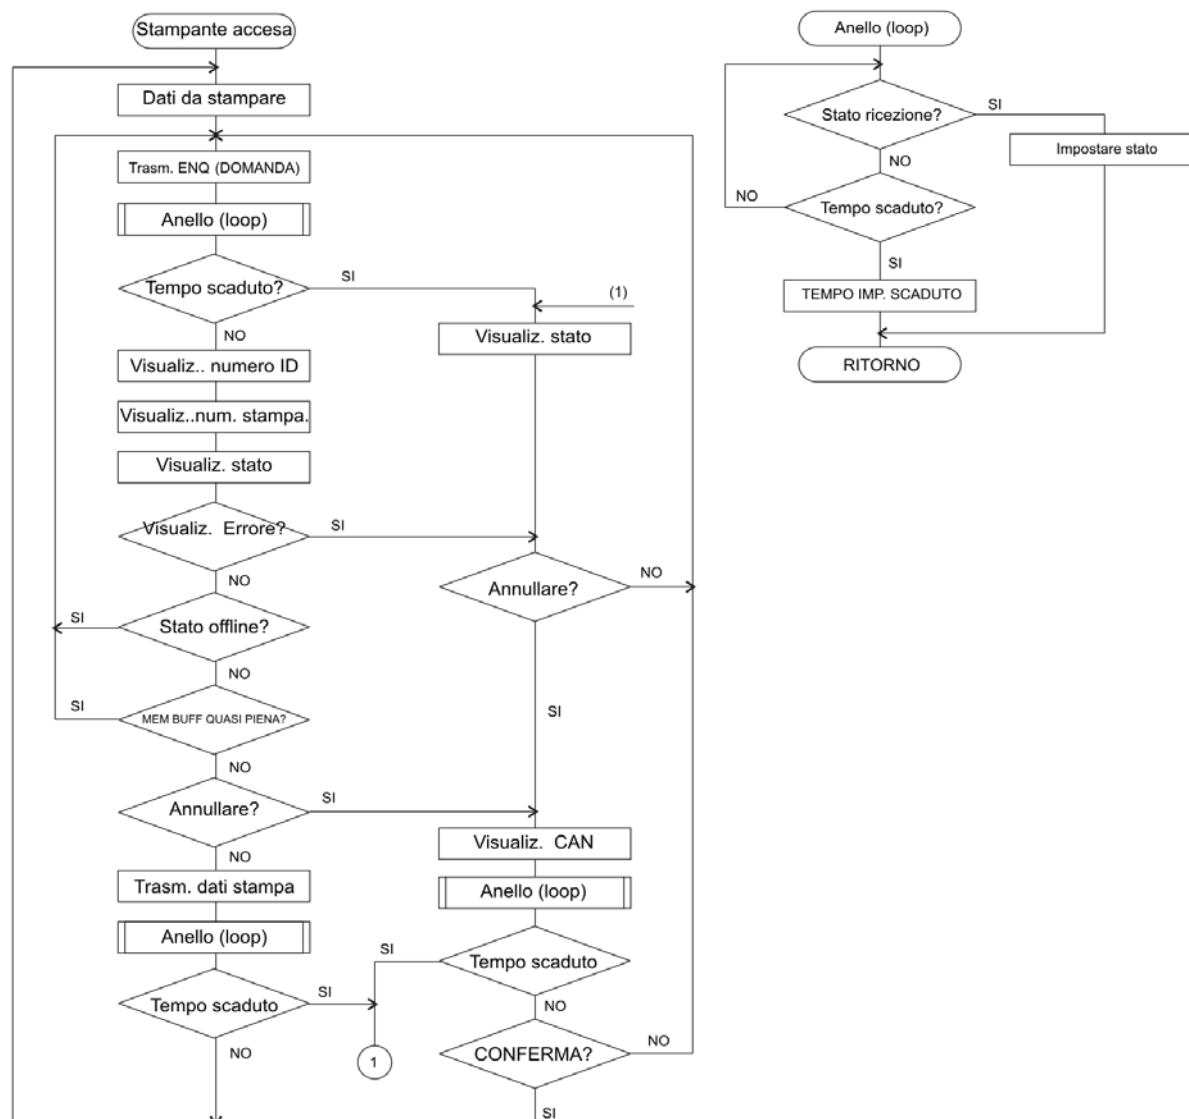 Stampante accesa
Dati da stampare
Trasm. ENQ (DOMANDA)
Anello (loop)
Tempo scaduto?
SI
NO
(1)
Visualiz. stato
Visualiz.. numero ID
Visualiz..num. stampa.
Visualiz. stato
Visualiz. Errore?
SI
NO
Annullare?
NO
SI
Stato offline?
SI
NO
MEM BUFF QUASI PIENA?
SI
NO
Annullare?
SI
NO
Visualiz. CAN
Trasm. dati stampa
Anello (loop)
Anello (loop)
Tempo scaduto
SI
NO
Tempo scaduto
SI
NO
1
CONFERMA?
NO
SI
Anello (loop)
Stato ricezione?
SI
NO
Impostare stato
Tempo scaduto?
NO
SI
TEMPO IMP. SCADUTO
RITORNO